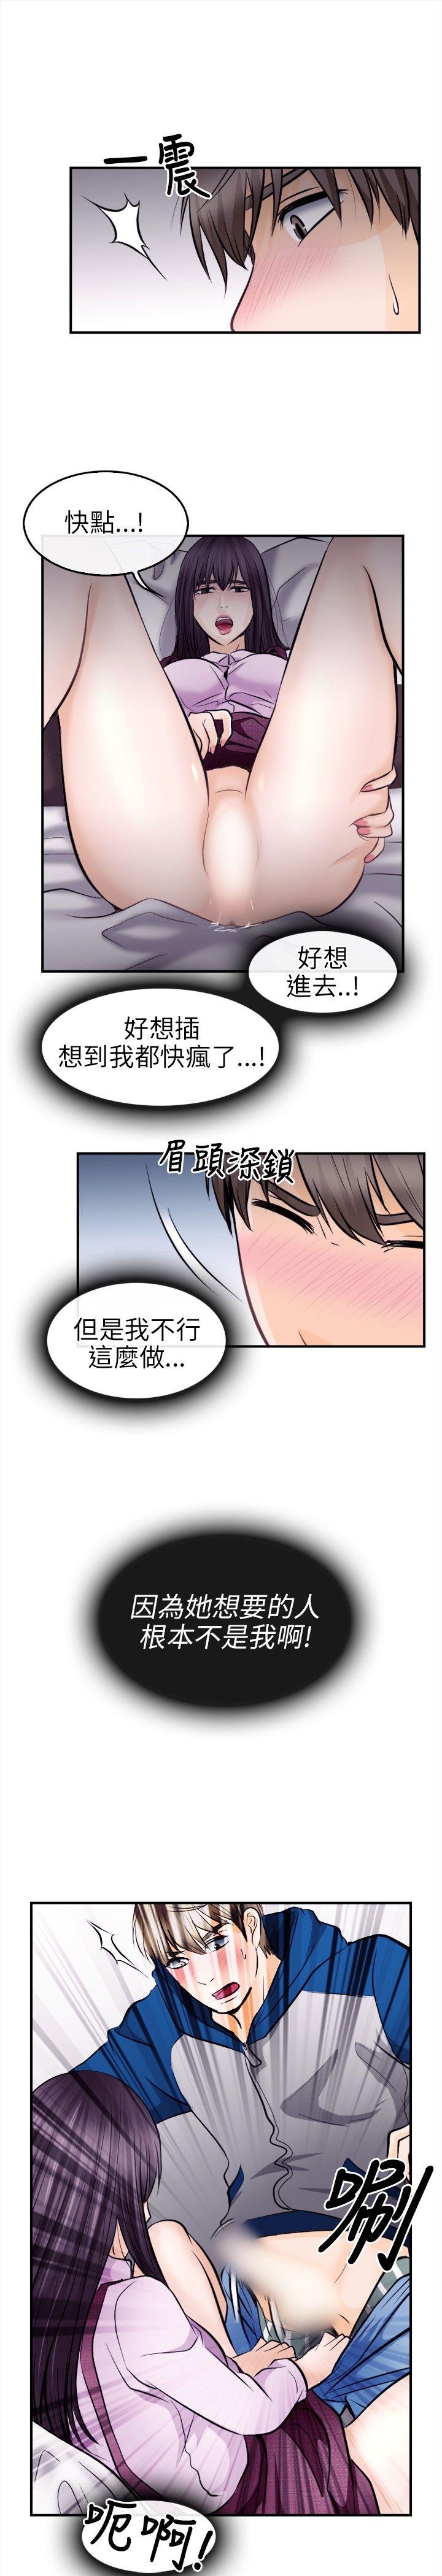 一震
快點...!
好想
進去..!
好想插
想到我都快瘋了...!
眉頭深鎖
但是我不行
這麼做...
因為她想要的人
根本不是我啊!
唰
呃啊!